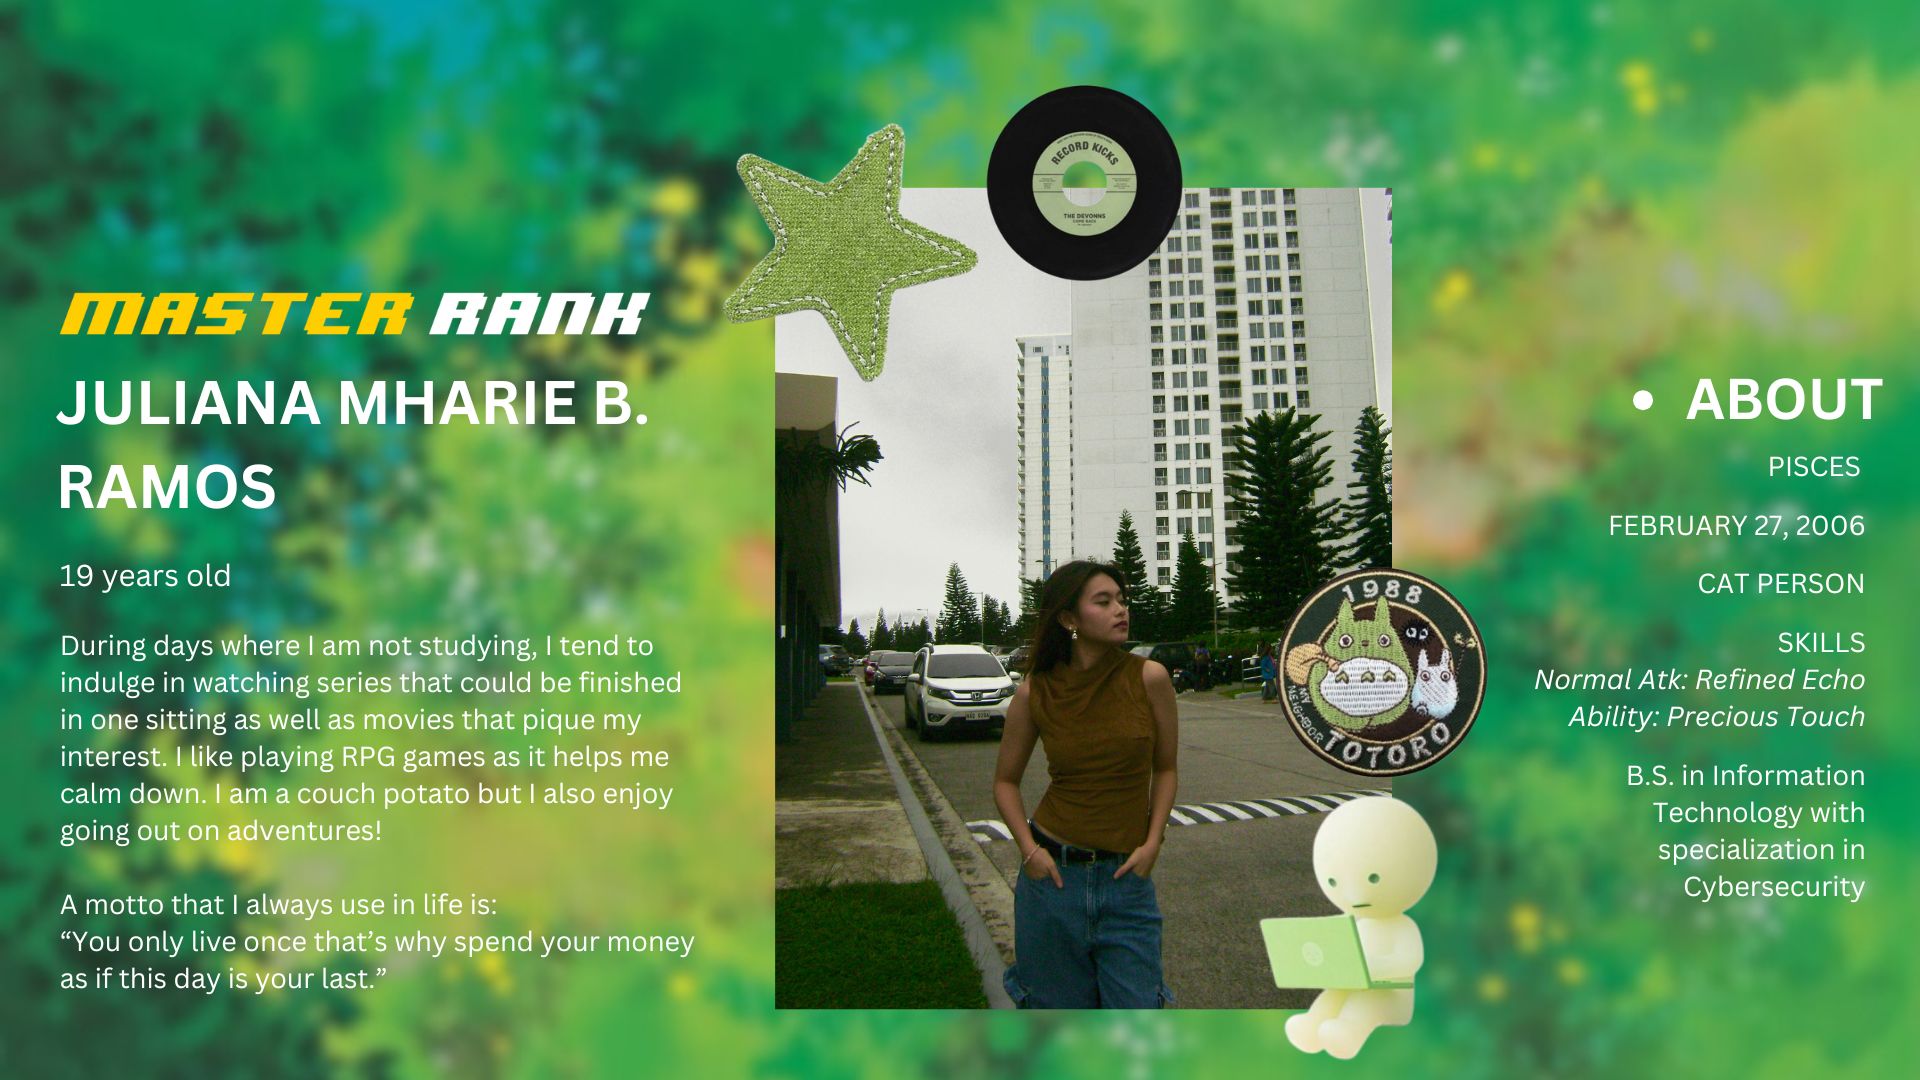 MASTER RANK
JULIANA MHARIE B.
RAMOS
19 years old
During days where I am not studying, I tend to
indulge in watching series that could be finished
in one sitting as well as movies that pique my
interest. I like playing RPG games as it helps me
calm down. I am a couch potato but I also enjoy
going out on adventures!
A motto that I always use in life is:
“You only live once that’s why spend your money
as if this day is your last.”
RECORD KICKS
THE DEVONNS
COME BACK
1988
MY NEIGHBOR
TOTORO
• ABOUT
PISCES
FEBRUARY 27, 2006
CAT PERSON
SKILLS
Normal Atk: Refined Echo
Ability: Precious Touch
B.S. in Information
Technology with
specialization in
Cybersecurity